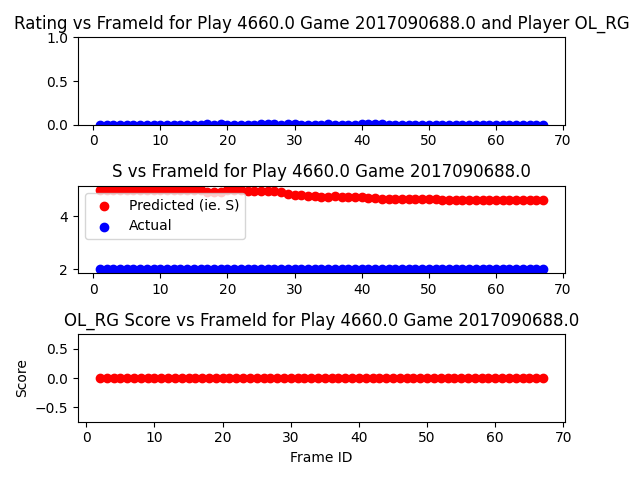 Rating vs FrameId for Play 4660.0 Game 2017090688.0 and Player OL_RG
1.0
0.5
0.0
0 10 20 30 40 50 60 70
S vs FrameId for Play 4660.0 Game 2017090688.0
4
2
Predicted (ie. S)
Actual
0 10 20 30 40 50 60 70
OL_RG Score vs FrameId for Play 4660.0 Game 2017090688.0
Score
0.5
0.0
−0.5
0 10 20 30 40 50 60 70
Frame ID